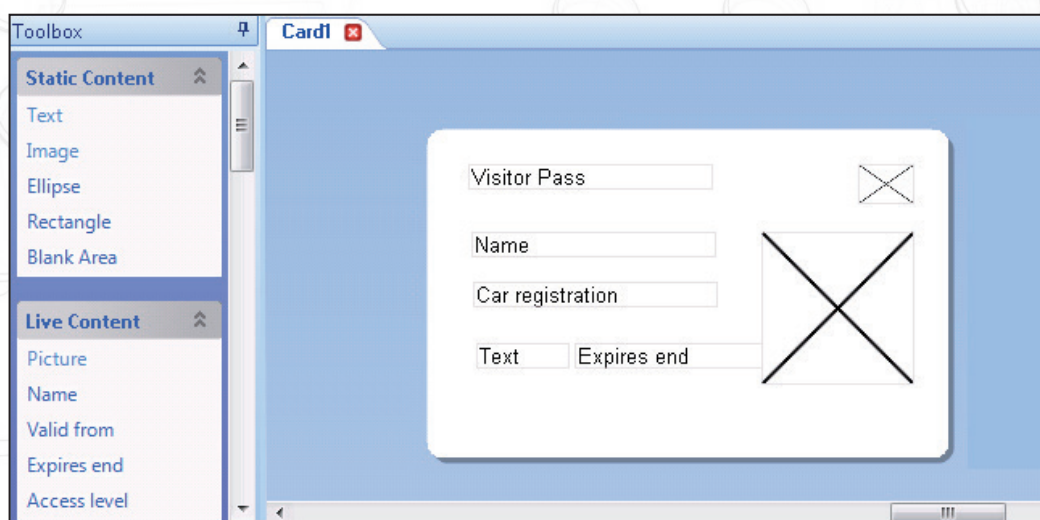 Toolbox
Card1
Static Content
Text
Image
Ellipse
Rectangle
Blank Area
Live Content
Picture
Name
Valid from
Expires end
Access level
Visitor Pass
Name
Car registration
Text Expires end